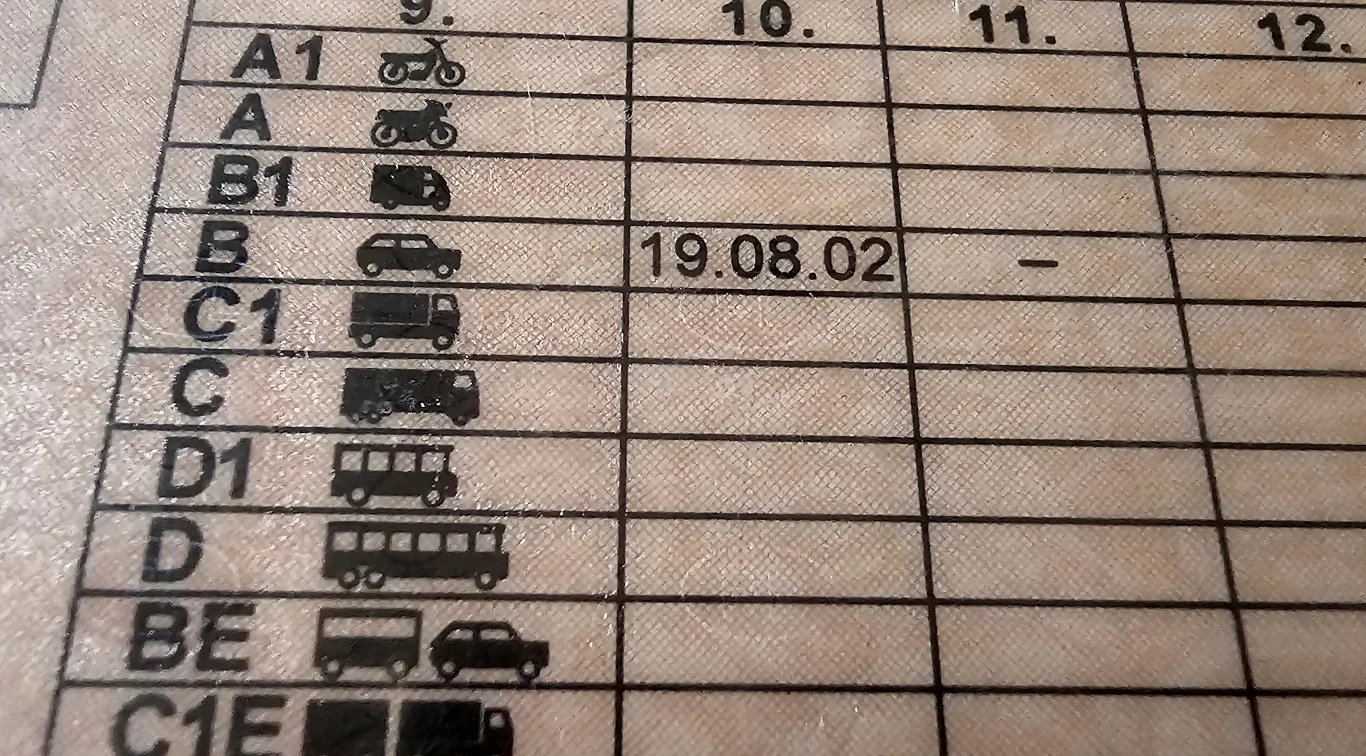 9. 10. 11. 12.
A1
A
B1
B 19.08.02 –
C1
C
D1
D
BE
C1E